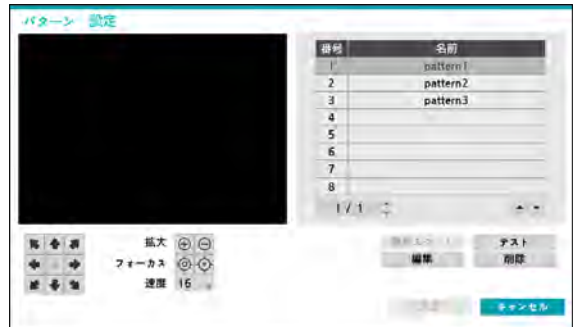 パターン 設定
番号 名前
1 pattern1
2 pattern2
3 pattern3
4
5
6
7
8
1 / 1
拡大
フォーカス
速度 16
テスト
編集 削除
キャンセル